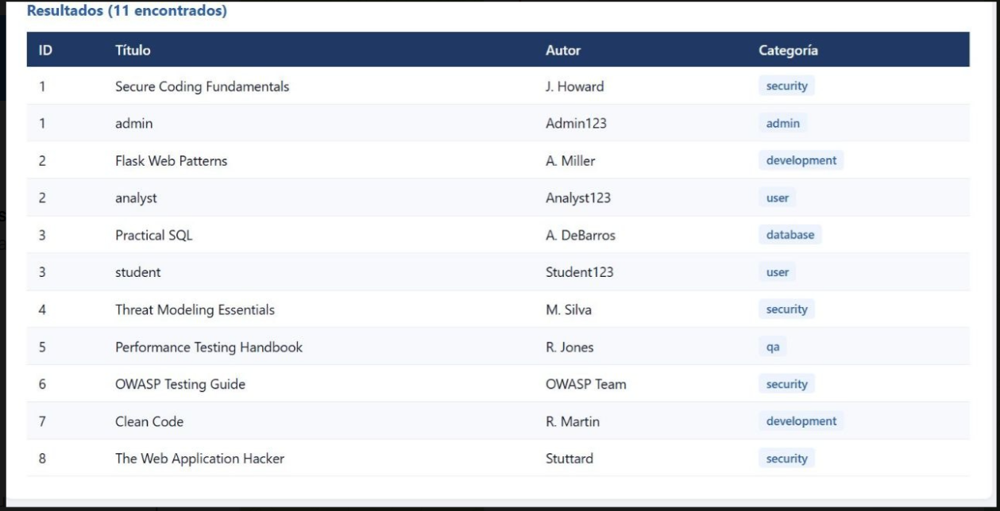 Resultados (11 encontrados)
ID Título Autor Categoría
1 Secure Coding Fundamentals J. Howard security
1 admin Admin123 admin
2 Flask Web Patterns A. Miller development
2 analyst Analyst123 user
3 Practical SQL A. DeBarros database
3 student Student123 user
4 Threat Modeling Essentials M. Silva security
5 Performance Testing Handbook R. Jones qa
6 OWASP Testing Guide OWASP Team security
7 Clean Code R. Martin development
8 The Web Application Hacker Stuttard security